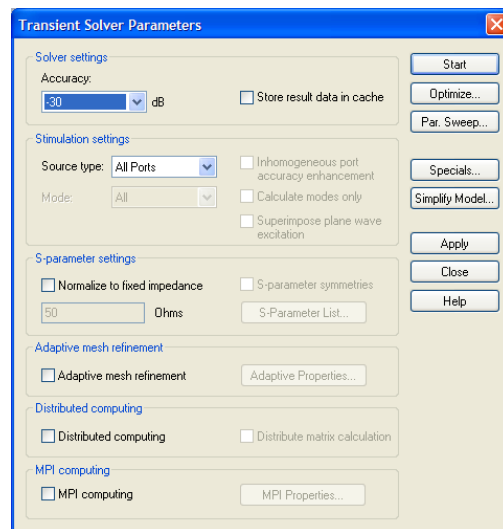 Transient Solver Parameters
Solver settings
Accuracy:
-30 dB
Store result data in cache
Stimulation settings
Source type: All Ports
Inhomogeneous port
accuracy enhancement
Mode: All
Calculate modes only
Superimpose plane wave
excitation
S-parameter settings
Normalize to fixed impedance
S-parameter symmetries
50 Ohms
S-Parameter List...
Adaptive mesh refinement
Adaptive mesh refinement
Adaptive Properties...
Distributed computing
Distributed computing
Distribute matrix calculation
MPI computing
MPI computing
MPI Properties...
Start
Optimize...
Par. Sweep...
Specials...
Simplify Model...
Apply
Close
Help